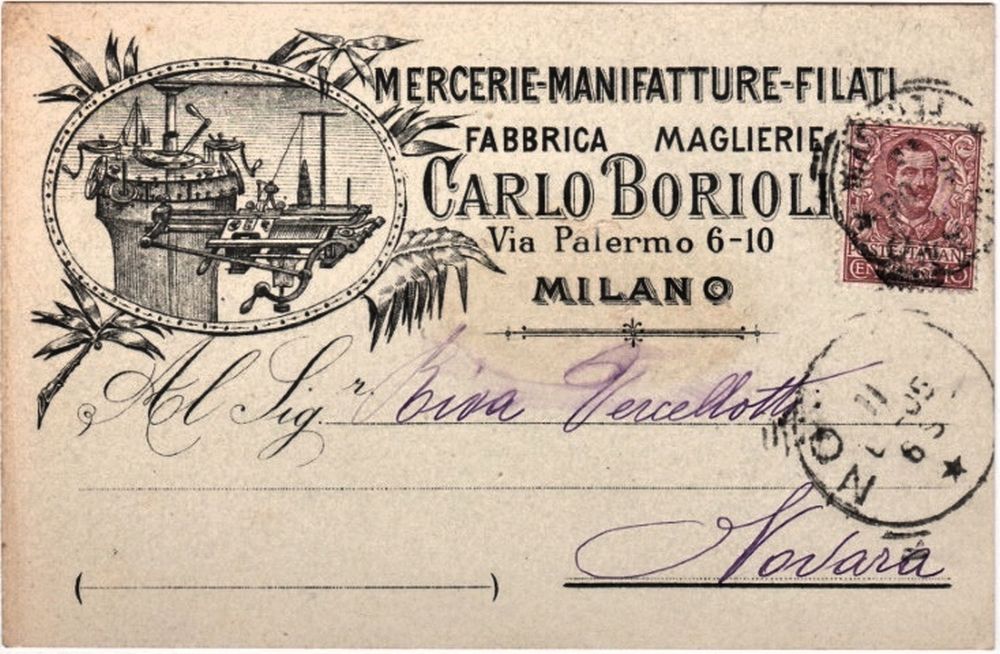 MERCERIE-MANIFATTURE-FILATI
FABBRICA MAGLIERIE
CARLO BORIOLI
Via Palermo 6-10
MILANO
Al Sig.r Riva Vercellotti
Novara